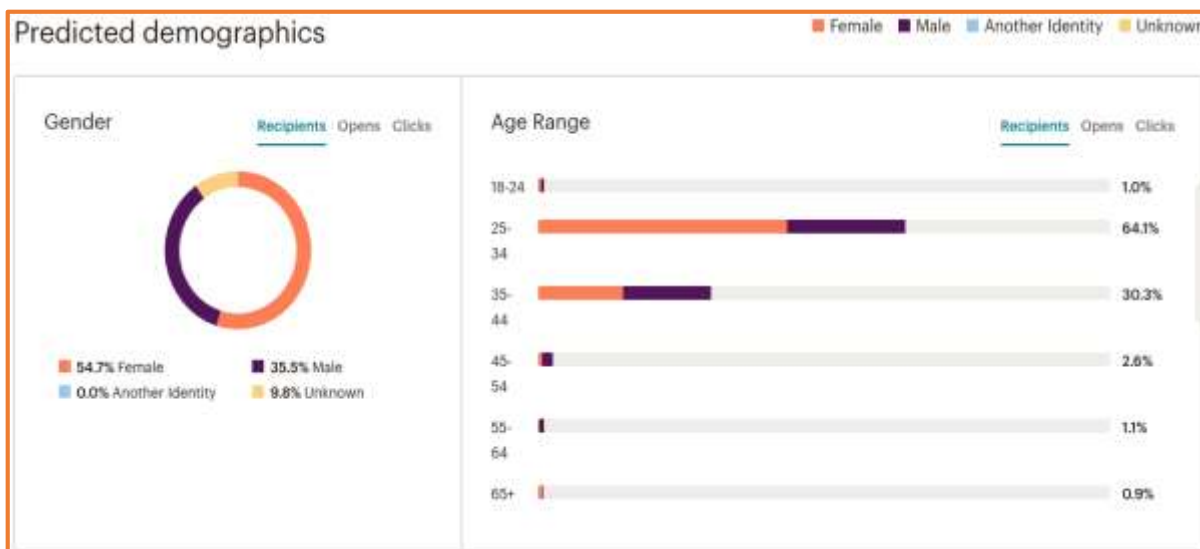 Predicted demographics
Female Male Another Identity Unknown
Gender
Recipients Opens Clicks
54.7% Female
35.5% Male
0.0% Another Identity
9.8% Unknown
Age Range
Recipients Opens Clicks
18-24
1.0%
25-
34
64.1%
35-
44
30.3%
45-
54
2.6%
55-
64
1.1%
65+
0.9%